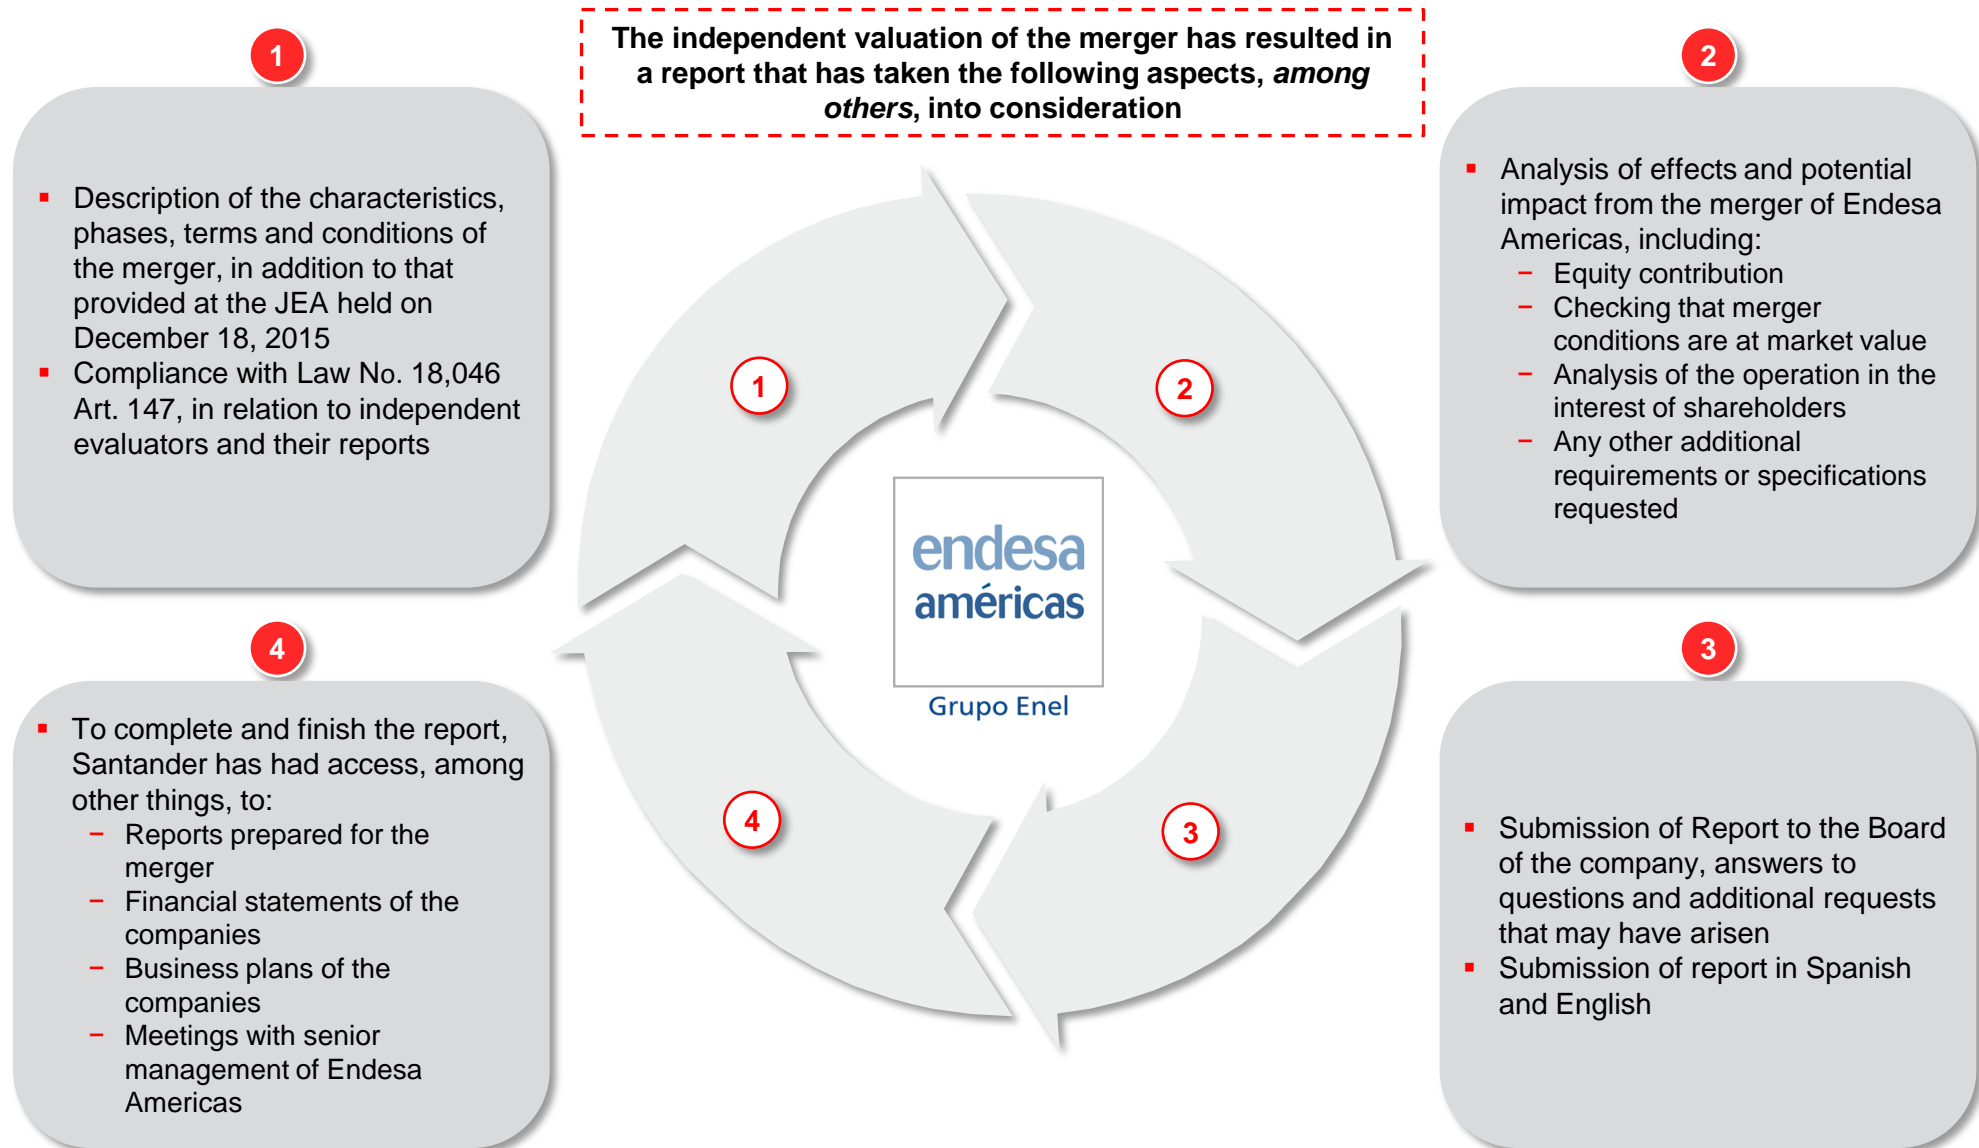 The independent valuation of the merger has resulted in
a report that has taken the following aspects, among
others, into consideration
1
▪ Description of the characteristics,
phases, terms and conditions of
the merger, in addition to that
provided at the JEA held on
December 18, 2015
▪ Compliance with Law No. 18,046
Art. 147, in relation to independent
evaluators and their reports
2
▪ Analysis of effects and potential
impact from the merger of Endesa
Americas, including:
− Equity contribution
− Checking that merger
conditions are at market value
− Analysis of the operation in the
interest of shareholders
− Any other additional
requirements or specifications
requested
1
2
endesa
américas
Grupo Enel
4
3
4
▪ To complete and finish the report,
Santander has had access, among
other things, to:
− Reports prepared for the
merger
− Financial statements of the
companies
− Business plans of the
companies
− Meetings with senior
management of Endesa
Americas
3
▪ Submission of Report to the Board
of the company, answers to
questions and additional requests
that may have arisen
▪ Submission of report in Spanish
and English